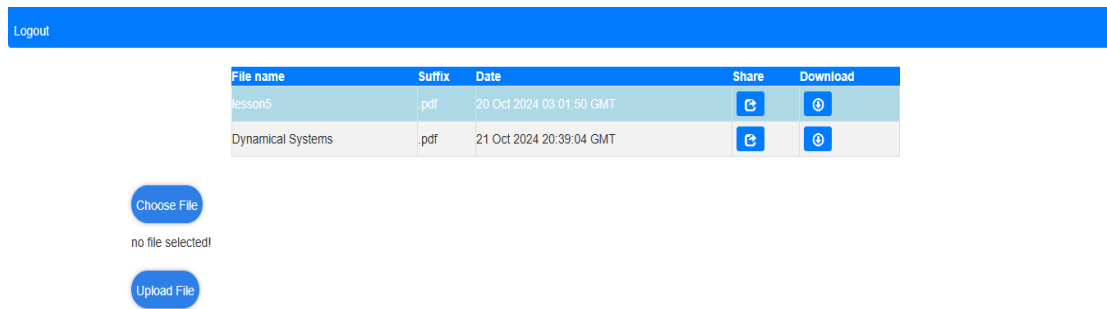 Logout
File name Suffix Date Share Download
lesson5 .pdf 20 Oct 2024 03:01:50 GMT
Dynamical Systems .pdf 21 Oct 2024 20:39:04 GMT
Choose File
no file selected!
Upload File